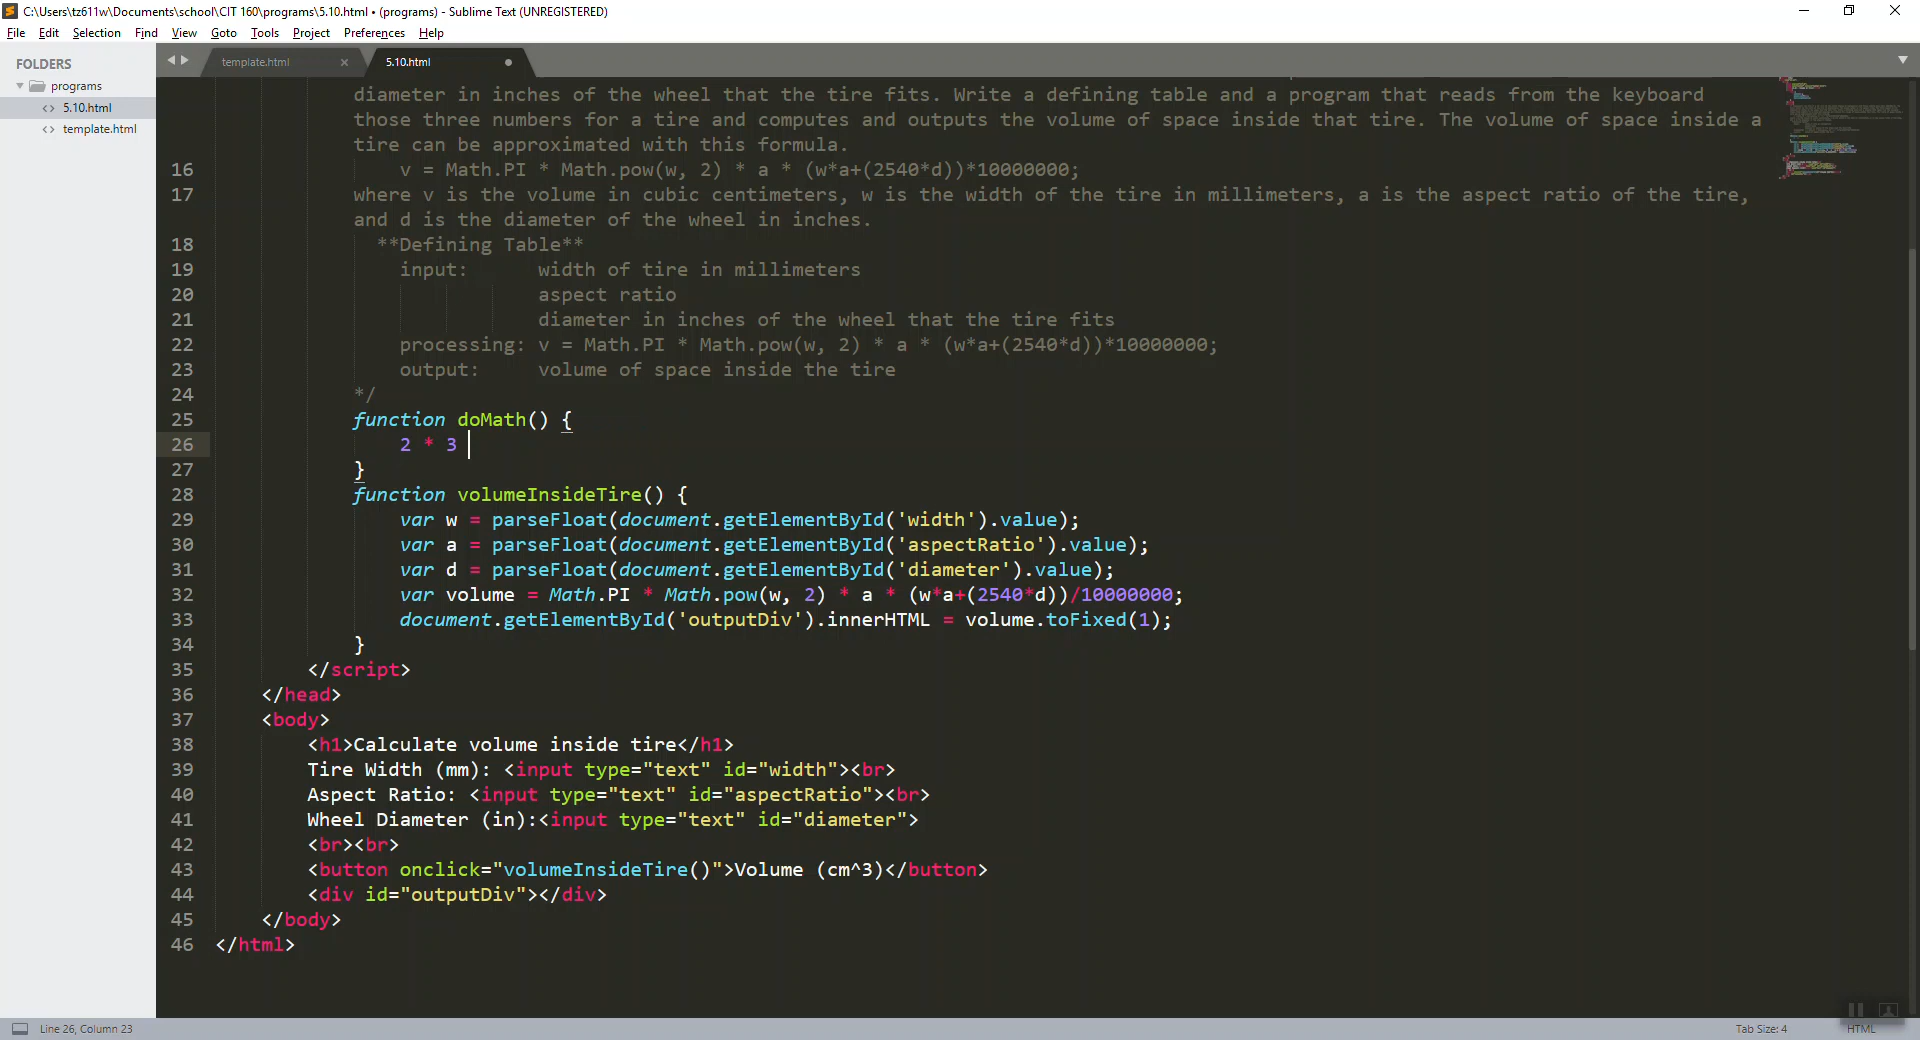 C:\Users\tz611w\Documents\school\CIT 160\programs\5.10.html • (programs) - Sublime Text (UNREGISTERED)
File Edit Selection Find View Goto Tools Project Preferences Help
FOLDERS
programs
<> 5.10.html
<> template.html
template.html × 5.10.html
diameter in inches of the wheel that the tire fits. Write a defining table and a program that reads from the keyboard
those three numbers for a tire and computes and outputs the volume of space inside that tire. The volume of space inside a
tire can be approximated with this formula.
16 v = Math.PI * Math.pow(w, 2) * a * (w*a+(2540*d))*10000000;
17 where v is the volume in cubic centimeters, w is the width of the tire in millimeters, a is the aspect ratio of the tire,
and d is the diameter of the wheel in inches.
18 **Defining Table**
19 input: width of tire in millimeters
20 aspect ratio
21 diameter in inches of the wheel that the tire fits
22 processing: v = Math.PI * Math.pow(w, 2) * a * (w*a+(2540*d))*10000000;
23 output: volume of space inside the tire
24 */
25 function doMath() {
26 2 * 3
27 }
28 function volumeInsideTire() {
29 var w = parseFloat(document.getElementById('width').value);
30 var a = parseFloat(document.getElementById('aspectRatio').value);
31 var d = parseFloat(document.getElementById('diameter').value);
32 var volume = Math.PI * Math.pow(w, 2) * a * (w*a+(2540*d))/10000000;
33 document.getElementById('outputDiv').innerHTML = volume.toFixed(1);
34 }
35 </script>
36 </head>
37 <body>
38 <h1>Calculate volume inside tire</h1>
39 Tire Width (mm): <input type="text" id="width"><br>
40 Aspect Ratio: <input type="text" id="aspectRatio"><br>
41 Wheel Diameter (in):<input type="text" id="diameter">
42 <br><br>
43 <button onclick="volumeInsideTire()">Volume (cm^3)</button>
44 <div id="outputDiv"></div>
45 </body>
46 </html>
Line 26, Column 23 Tab Size: 4 HTML